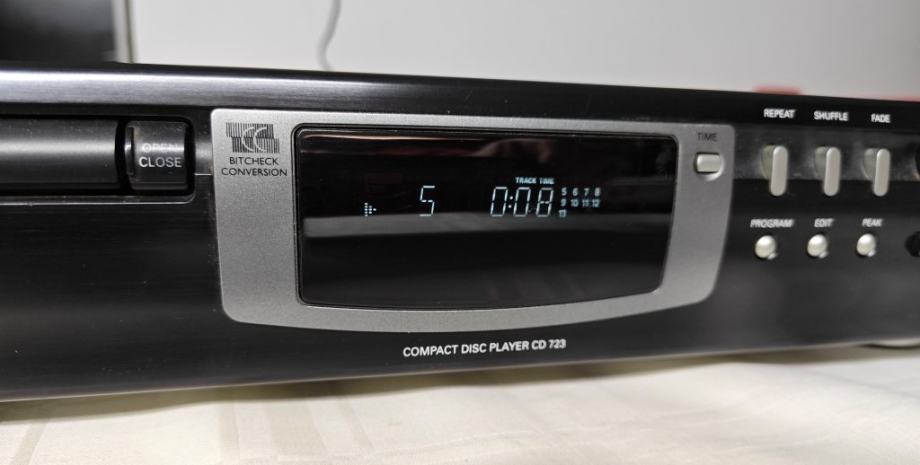 OPEN
CLOSE
BITCHECK
CONVERSION
TRACK TIME
5 0:08
5 6 7 8
9 10 11 12
13
TIME
REPEAT SHUFFLE FADE
PROGRAM EDIT PEAK
COMPACT DISC PLAYER CD 723